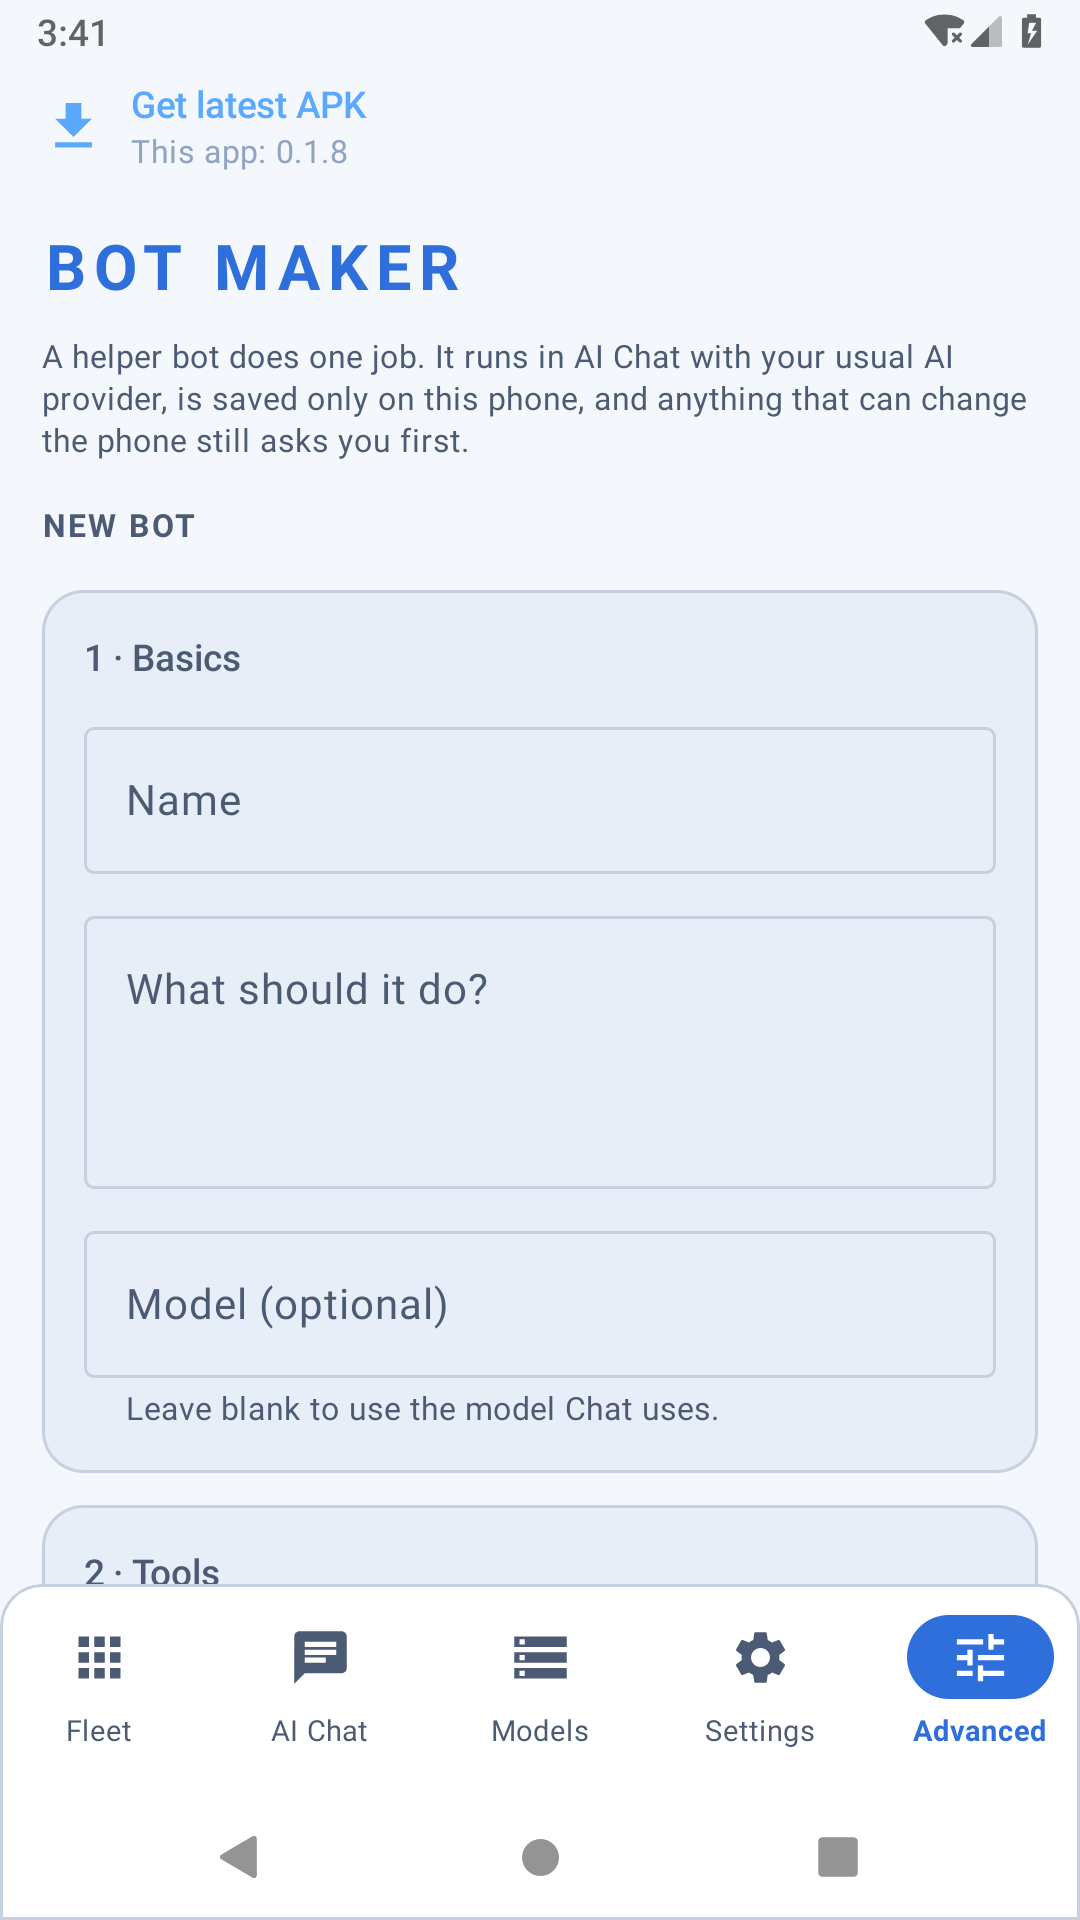 3:41
Get latest APK
This app: 0.1.8
BOT MAKER
A helper bot does one job. It runs in AI Chat with your usual AI
provider, is saved only on this phone, and anything that can change
the phone still asks you first.
NEW BOT
1 · Basics
Name
What should it do?
Model (optional)
Leave blank to use the model Chat uses.
2 · Tools
Fleet
AI Chat
Models
Settings
Advanced